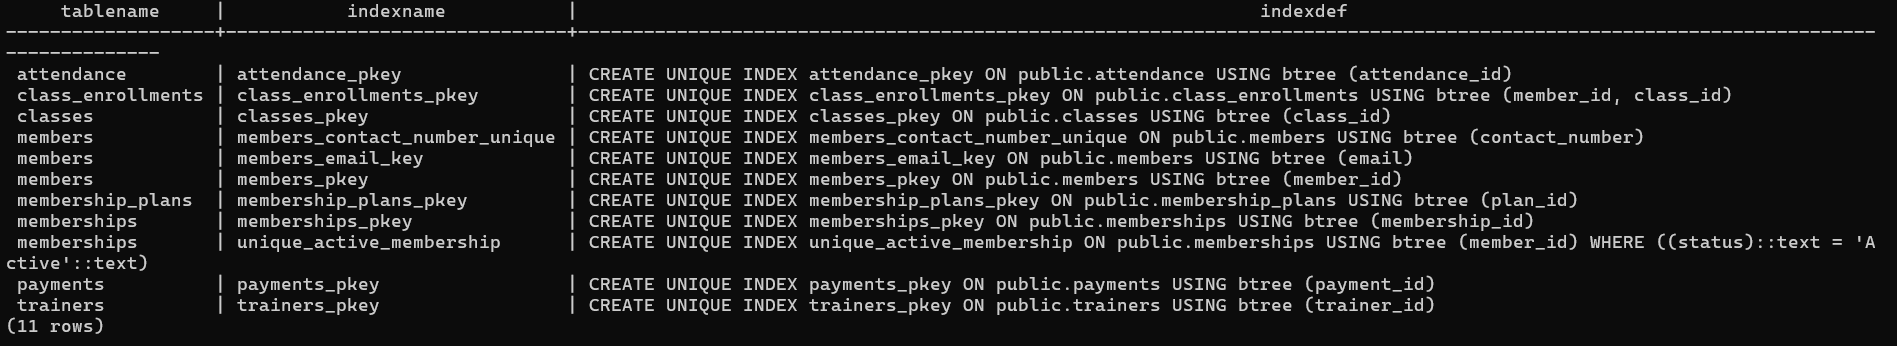 tablename     |           indexname           |                                                              indexdef
-------------------+-------------------------------+----------------------------------------------------------------------------------------------------------------------
--------------
 attendance        | attendance_pkey               | CREATE UNIQUE INDEX attendance_pkey ON public.attendance USING btree (attendance_id)
 class_enrollments | class_enrollments_pkey        | CREATE UNIQUE INDEX class_enrollments_pkey ON public.class_enrollments USING btree (member_id, class_id)
 classes           | classes_pkey                  | CREATE UNIQUE INDEX classes_pkey ON public.classes USING btree (class_id)
 members           | members_contact_number_unique | CREATE UNIQUE INDEX members_contact_number_unique ON public.members USING btree (contact_number)
 members           | members_email_key             | CREATE UNIQUE INDEX members_email_key ON public.members USING btree (email)
 members           | members_pkey                  | CREATE UNIQUE INDEX members_pkey ON public.members USING btree (member_id)
 membership_plans  | membership_plans_pkey         | CREATE UNIQUE INDEX membership_plans_pkey ON public.membership_plans USING btree (plan_id)
 memberships       | memberships_pkey              | CREATE UNIQUE INDEX memberships_pkey ON public.memberships USING btree (membership_id)
 memberships       | unique_active_membership      | CREATE UNIQUE INDEX unique_active_membership ON public.memberships USING btree (member_id) WHERE ((status)::text = 'A
ctive'::text)
 payments          | payments_pkey                 | CREATE UNIQUE INDEX payments_pkey ON public.payments USING btree (payment_id)
 trainers          | trainers_pkey                 | CREATE UNIQUE INDEX trainers_pkey ON public.trainers USING btree (trainer_id)
(11 rows)